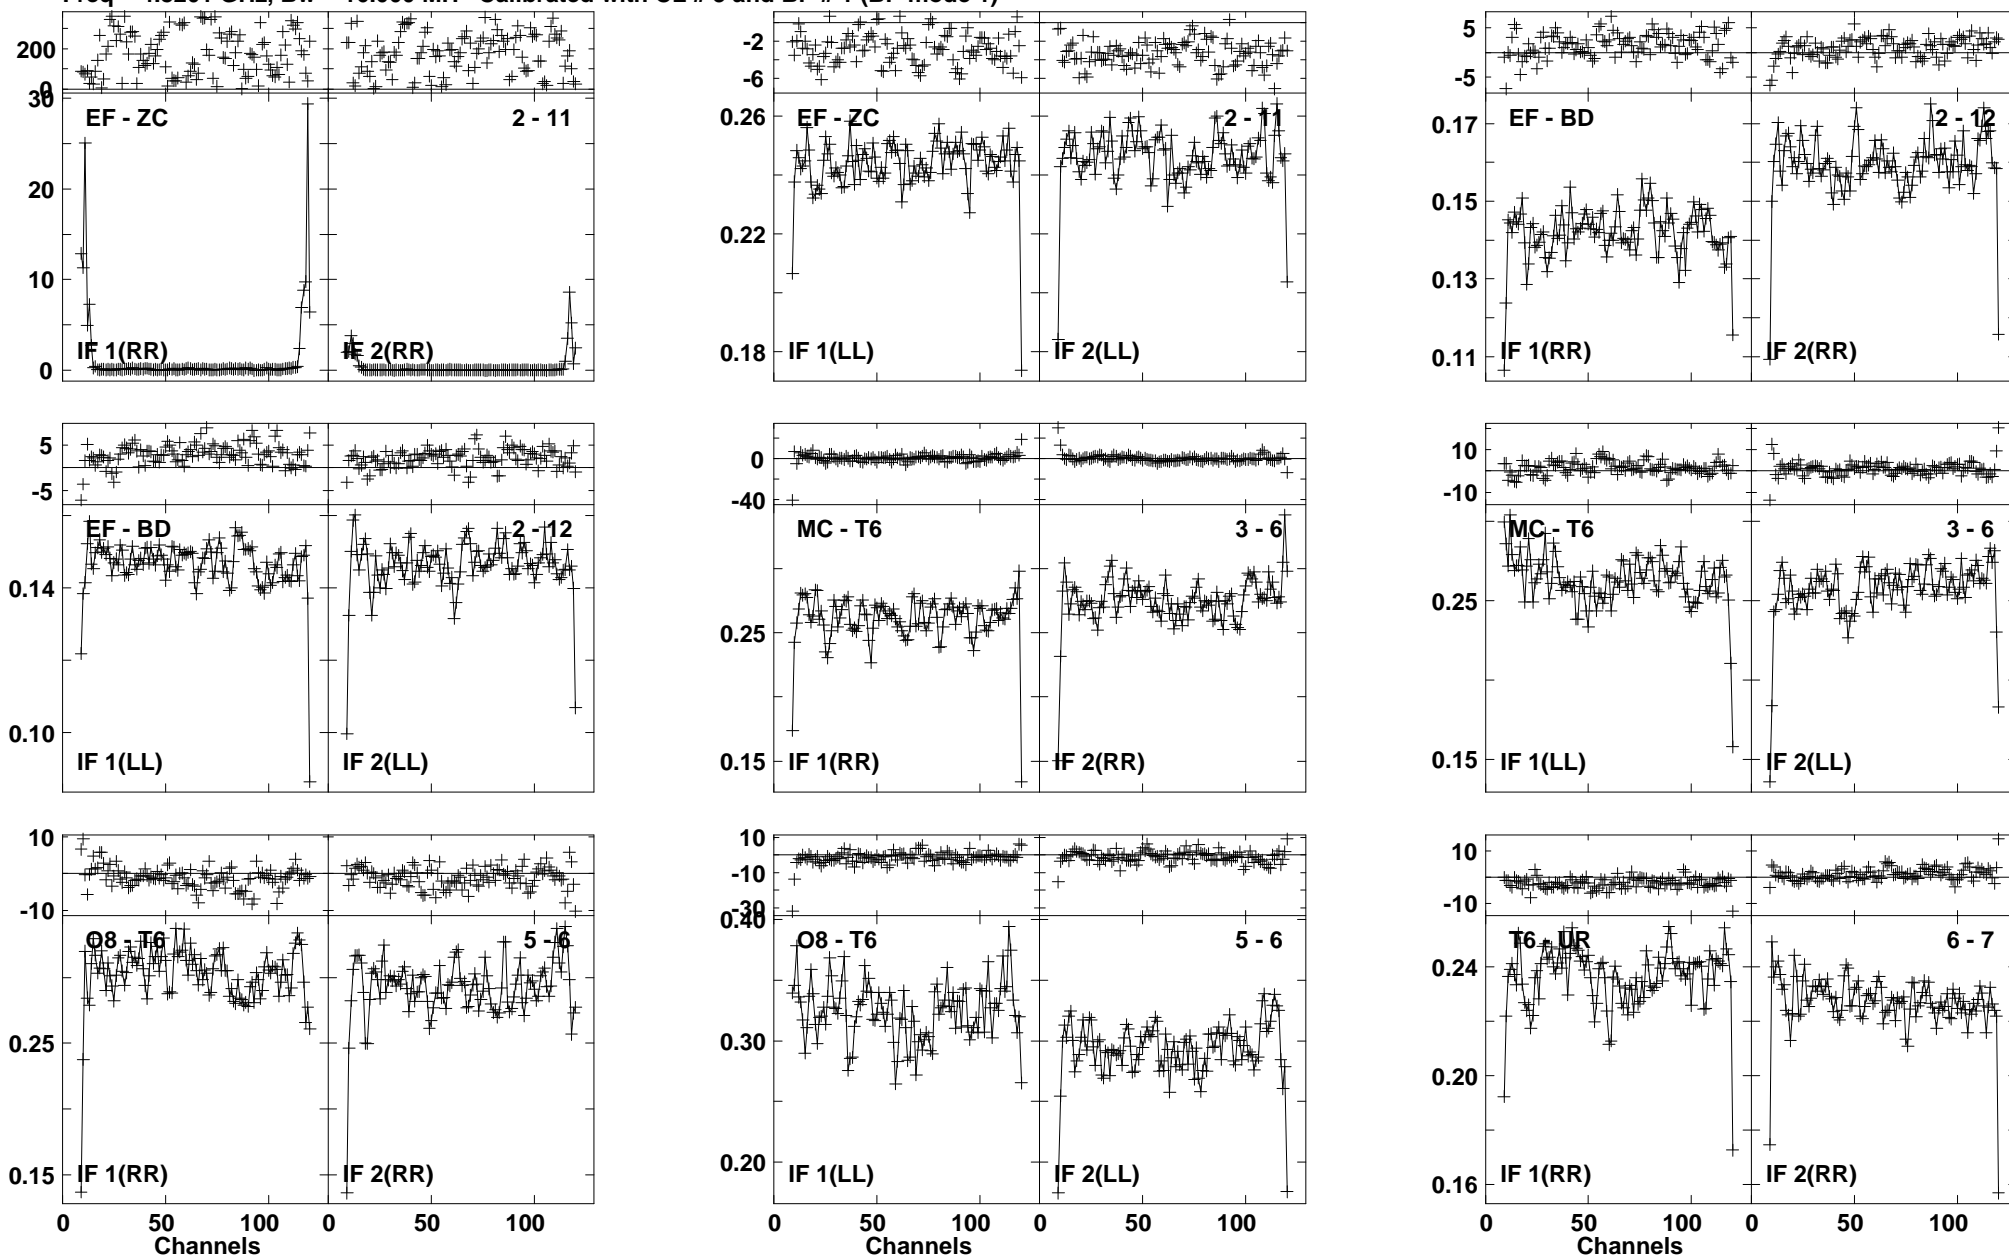 200
0
30
EF - ZC
2 - 11
20
10
0
IF 1(RR)
IF 2(RR)
-2
-6
0.26
EF - ZC
2 - 11
0.22
0.18
IF 1(LL)
IF 2(LL)
5
-5
0.17
EF - BD
2 - 12
0.15
0.13
0.11
IF 1(RR)
IF 2(RR)
5
-5
EF - BD
2 - 12
0.14
0.10
IF 1(LL)
IF 2(LL)
0
-40
MC - T6
3 - 6
0.25
0.15
IF 1(RR)
IF 2(RR)
10
-10
MC - T6
3 - 6
0.25
0.15
IF 1(LL)
IF 2(LL)
10
-10
O8 - T6
5 - 6
0.25
0.15
IF 1(RR)
IF 2(RR)
0 50 100 0 50 100
Channels
10
-10
-30
0.40
O8 - T6
5 - 6
0.30
0.20
IF 1(LL)
IF 2(LL)
0 50 100 0 50 100
Channels
10
-10
T6 - UR
6 - 7
0.24
0.20
0.16
IF 1(RR)
IF 2(RR)
0 50 100 0 50 100
Channels